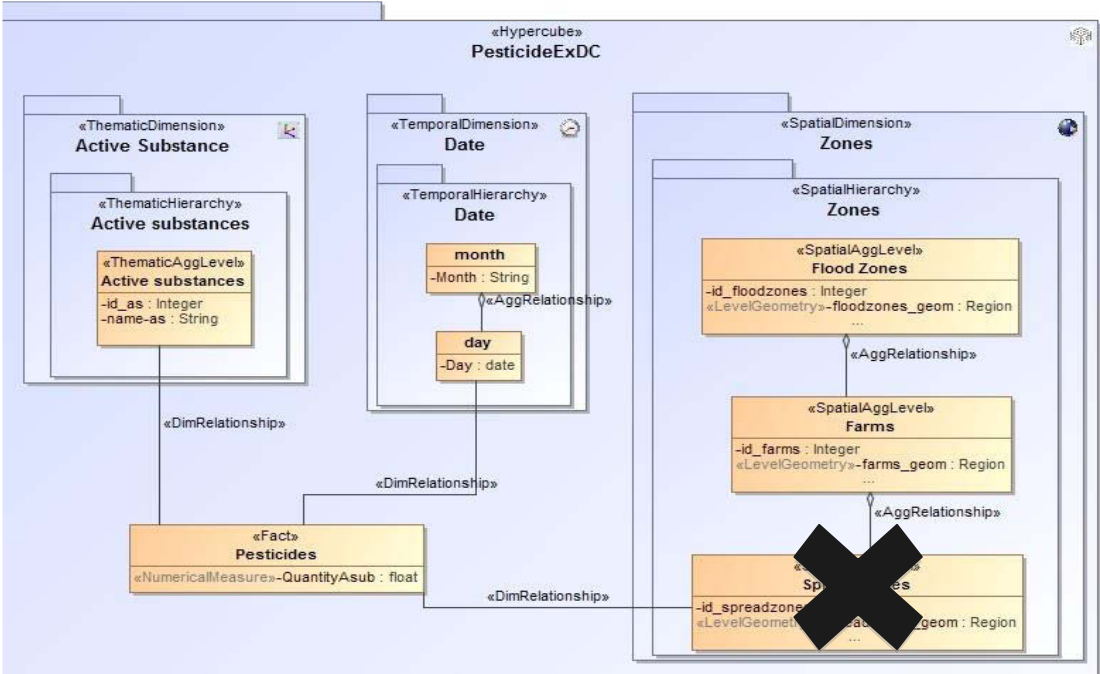 «Hypercube»
PesticideExDC
«ThematicDimension»
Active Substance
«ThematicHierarchy»
Active substances
«ThematicAggLevel»
Active substances
-id_as : Integer
-name-as : String
«DimRelationship»
«TemporalDimension»
Date
«TemporalHierarchy»
Date
month
-Month : String
«AggRelationship»
day
-Day : date
«DimRelationship»
«SpatialDimension»
Zones
«SpatialHierarchy»
Zones
«SpatialAggLevel»
Flood Zones
-id_floodzones : Integer
«LevelGeometry»-floodzones_geom : Region
...
«AggRelationship»
«SpatialAggLevel»
Farms
-id_farms : Integer
«LevelGeometry»-farms_geom : Region
...
«AggRelationship»
«Fact»
Pesticides
«NumericalMeasure»-QuantityAsub : float
«DimRelationship»
geom : Region
...